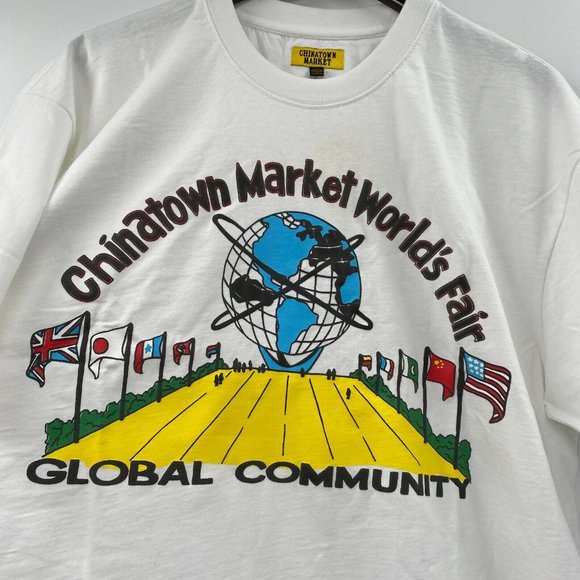 CHINATOWN
MARKET
Chinatown Market World's Fair
GLOBAL COMMUNITY